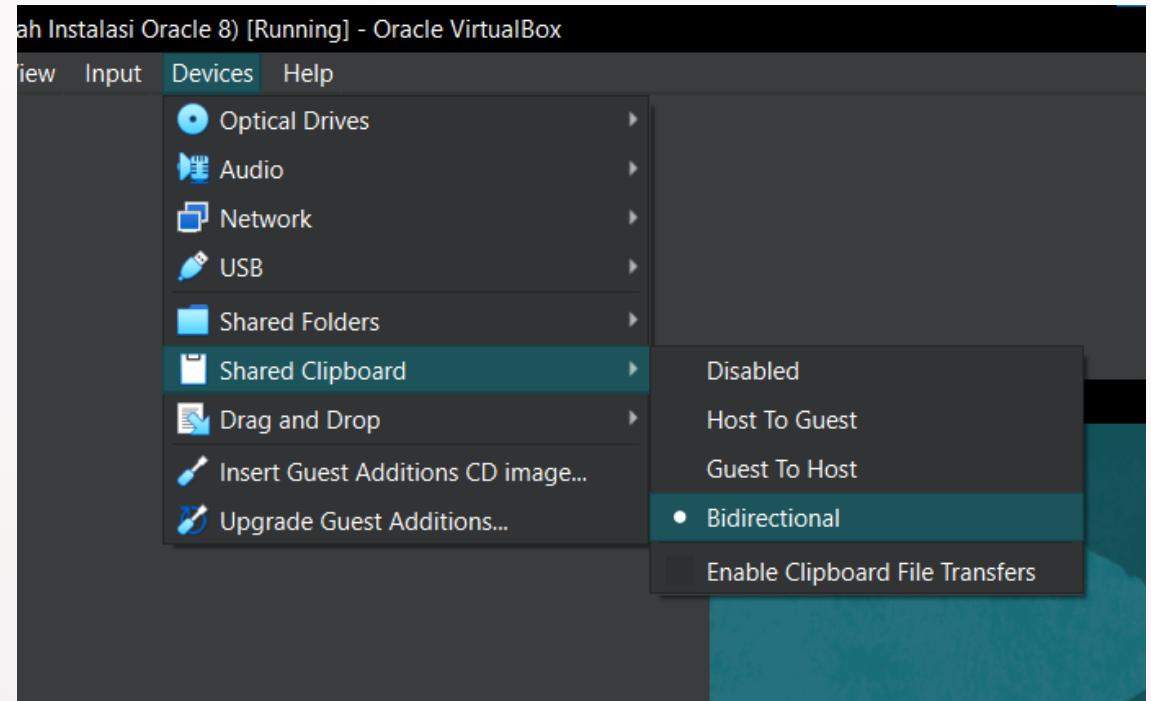 ah Instalasi Oracle 8) [Running] - Oracle VirtualBox
iew Input Devices Help
Optical Drives
Audio
Network
USB
Shared Folders
Shared Clipboard
Drag and Drop
Insert Guest Additions CD image...
Upgrade Guest Additions...
Disabled
Host To Guest
Guest To Host
Bidirectional
Enable Clipboard File Transfers